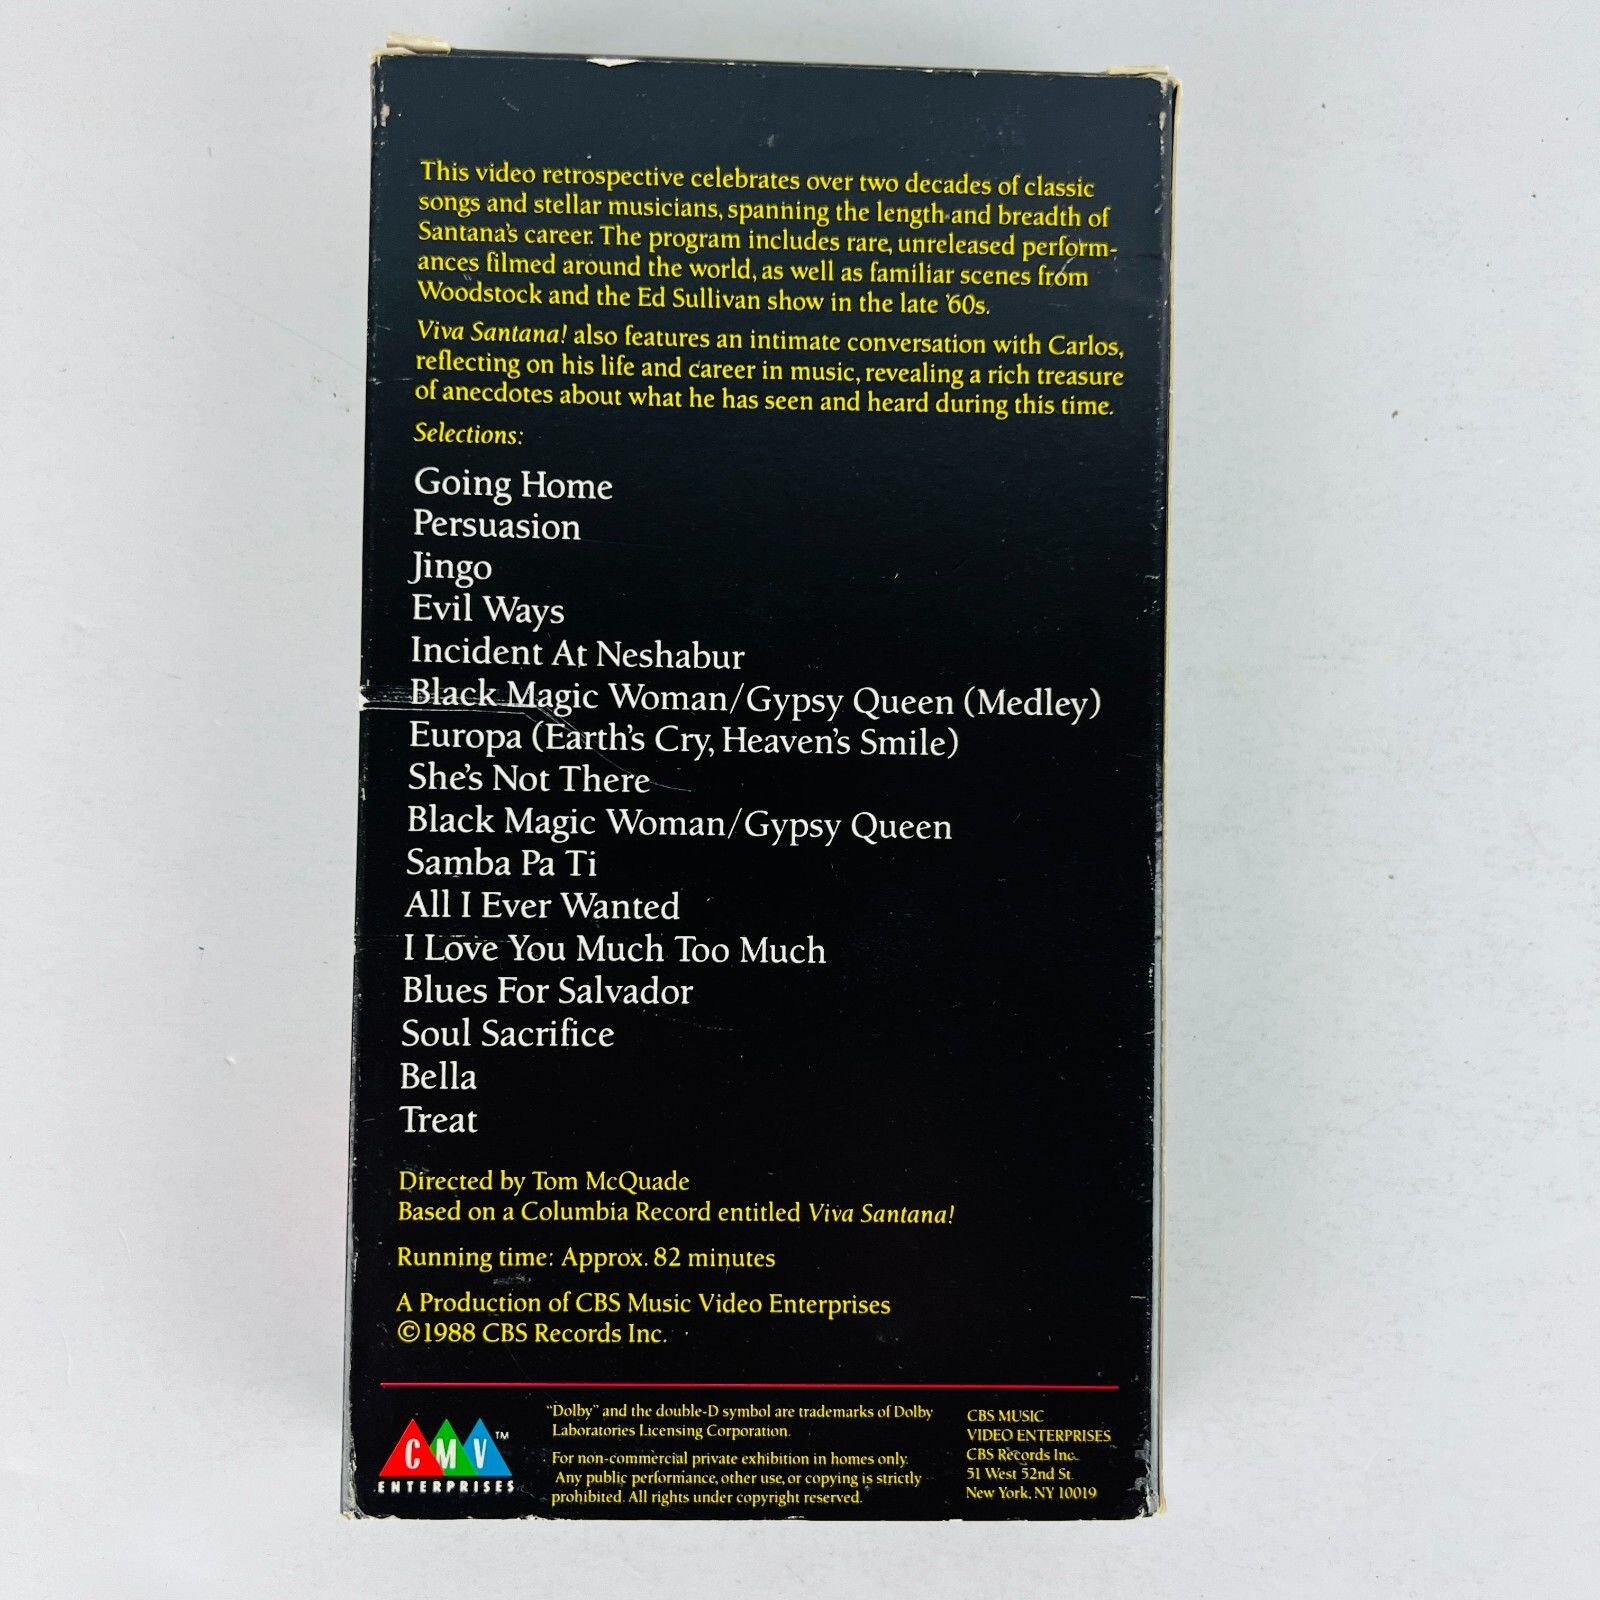 This video retrospective celebrates over two decades of classic
songs and stellar musicians, spanning the length and breadth of
Santana's career. The program includes rare, unreleased perform-
ances filmed around the world, as well as familiar scenes from
Woodstock and the Ed Sullivan show in the late '60s.
Viva Santana! also features an intimate conversation with Carlos,
reflecting on his life and career in music, revealing a rich treasure
of anecdotes about what he has seen and heard during this time.
Selections:
Going Home
Persuasion
Jingo
Evil Ways
Incident At Neshabur
Black Magic Woman/Gypsy Queen (Medley)
Europa (Earth's Cry, Heaven's Smile)
She's Not There
Black Magic Woman/Gypsy Queen
Samba Pa Ti
All I Ever Wanted
I Love You Much Too Much
Blues For Salvador
Soul Sacrifice
Bella
Treat
Directed by Tom McQuade
Based on a Columbia Record entitled Viva Santana!
Running time: Approx. 82 minutes
A Production of CBS Music Video Enterprises
©1988 CBS Records Inc.
CMV™
ENTERPRISES
"Dolby" and the double-D symbol are trademarks of Dolby
Laboratories Licensing Corporation.
For non-commercial private exhibition in homes only.
Any public performance, other use, or copying is strictly
prohibited. All rights under copyright reserved.
CBS MUSIC
VIDEO ENTERPRISES
CBS Records Inc.
51 West 52nd St.
New York, NY 10019